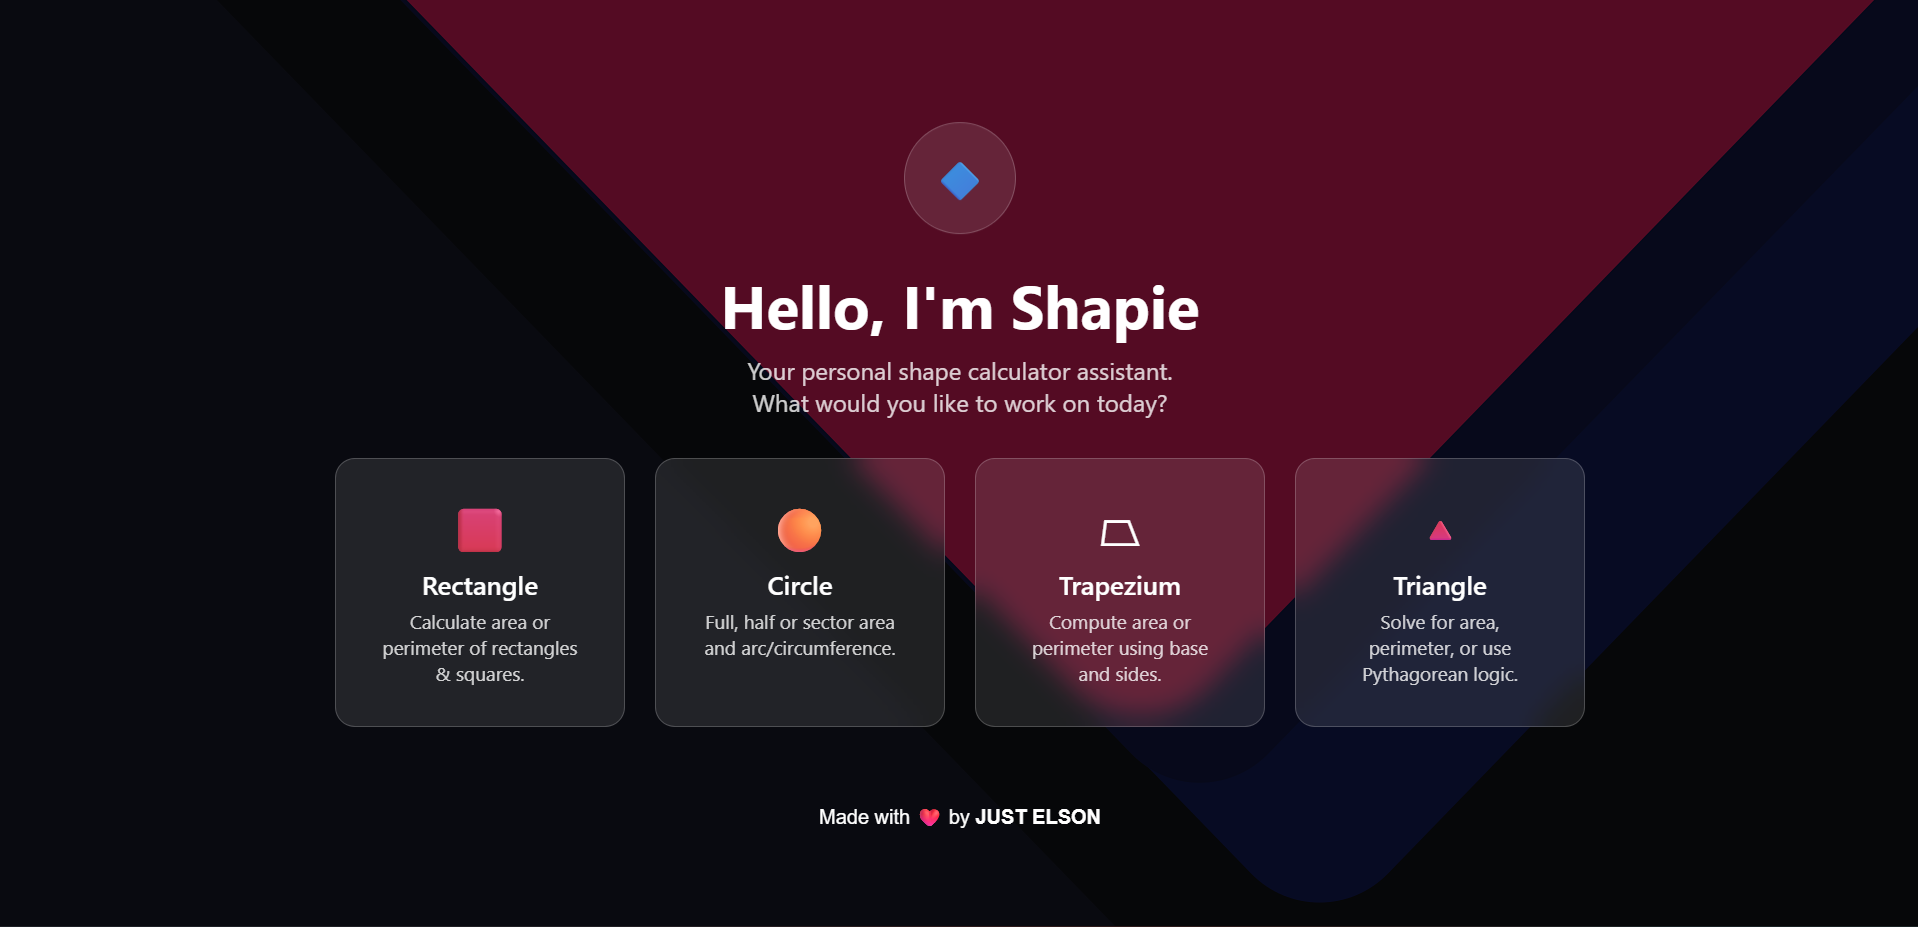 Hello, I'm Shapie
Your personal shape calculator assistant.
What would you like to work on today?
Rectangle
Calculate area or
perimeter of rectangles
& squares.
Circle
Full, half or sector area
and arc/circumference.
Trapezium
Compute area or
perimeter using base
and sides.
Triangle
Solve for area,
perimeter, or use
Pythagorean logic.
Made with ❤️ by JUST ELSON